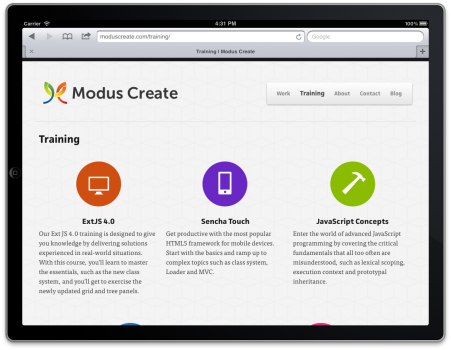 Carrier 4:31 PM 100%
moduscreate.com/training/ Google
Training | Modus Create
Modus Create
Work Training About Contact Blog
Training
ExtJS 4.0
Our Ext JS 4.0 training is designed to give
you knowledge by delivering solutions
experienced in real-world situations.
With this course, you'll learn to master
the essentials, such as the new class
system, and you'll get to exercise the
newly updated grid and tree panels.
Sencha Touch
Get productive with the most popular
HTML5 framework for mobile devices.
Start with the basics and ramp up to
complex topics such as class system,
Loader and MVC.
JavaScript Concepts
Enter the world of advanced JavaScript
programming by covering the critical
fundamentals that all too often are
misunderstood, such as lexical scoping,
execution context and prototypal
inheritance.